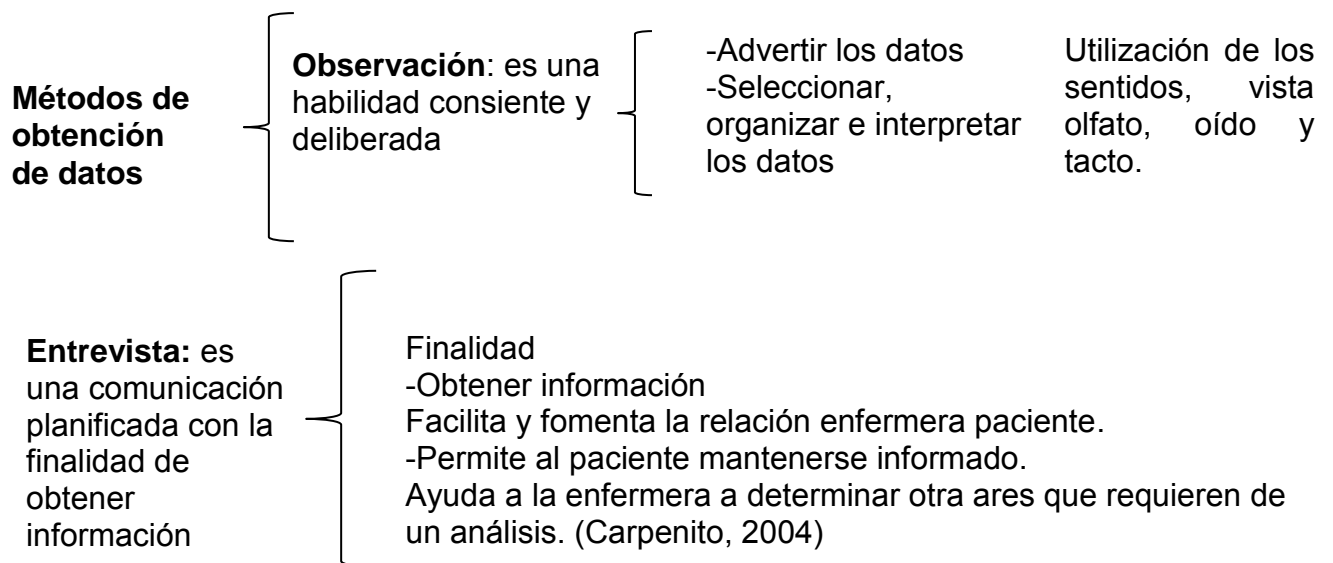 Métodos de
obtención
de datos
Observación: es una
habilidad consiente y
deliberada
-Advertir los datos
-Seleccionar,
organizar e interpretar
los datos
Utilización de los
sentidos, vista
olfato, oído y
tacto.
Entrevista: es
una comunicación
planificada con la
finalidad de
obtener
información
Finalidad
-Obtener información
Facilita y fomenta la relación enfermera paciente.
-Permite al paciente mantenerse informado.
Ayuda a la enfermera a determinar otra ares que requieren de
un análisis. (Carpenito, 2004)